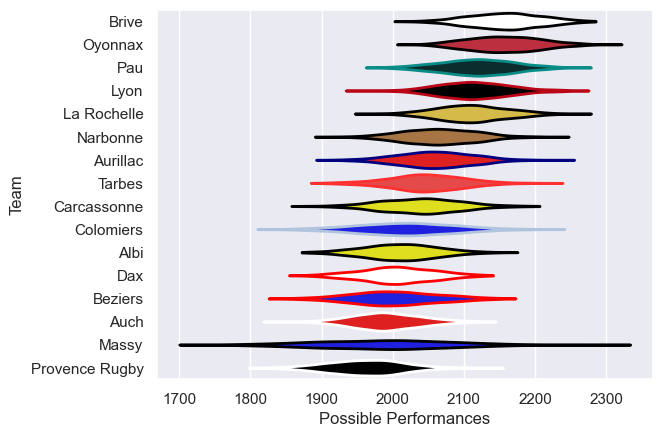 Brive
Oyonnax
Pau
Lyon
La Rochelle
Narbonne
Aurillac
Tarbes
Carcassonne
Colomiers
Albi
Dax
Beziers
Auch
Massy
Provence Rugby
Team
1700 1800 1900 2000 2100 2200 2300
Possible Performances